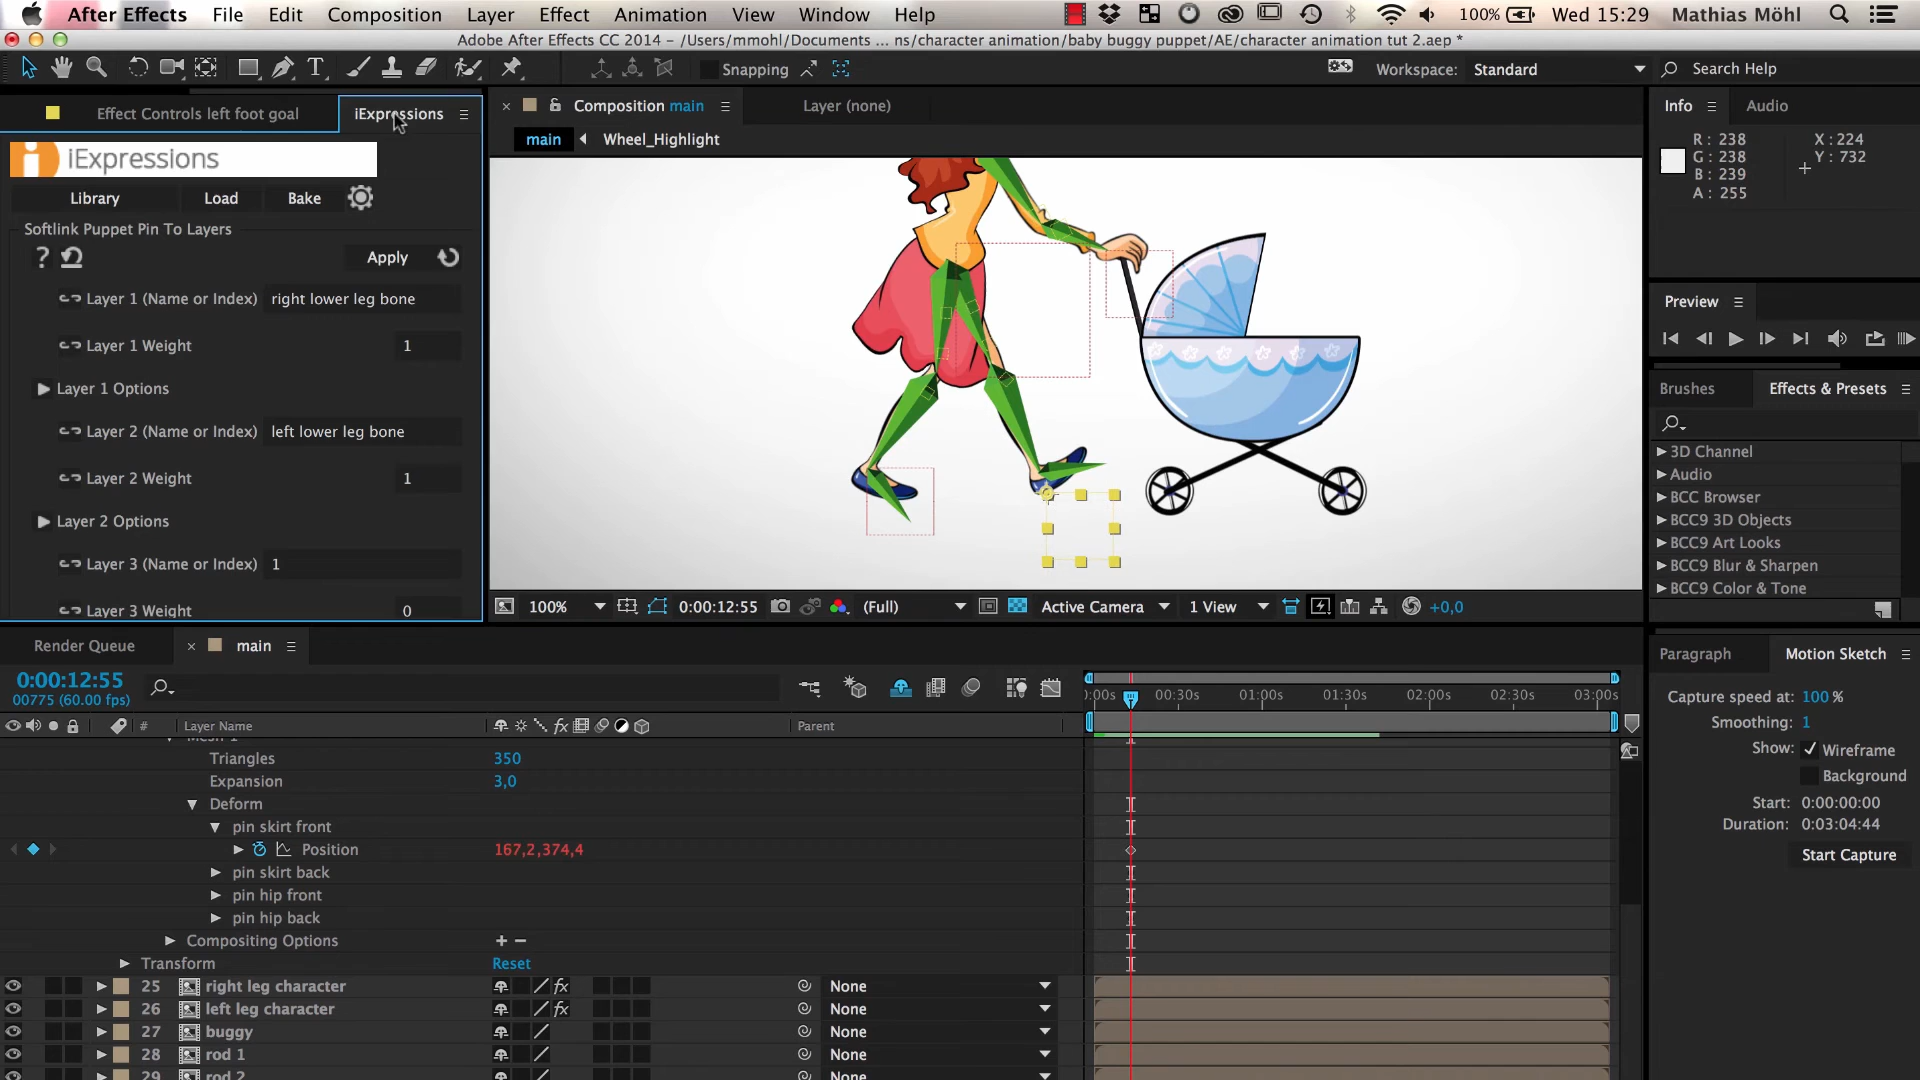 After Effects File Edit Composition Layer Effect Animation View Window Help 100% Wed 15:29 Mathias Möhl
Adobe After Effects CC 2014 - /Users/mmohl/Documents ... ns/character animation/baby buggy puppet/AE/character animation tut 2.aep *
Snapping Workspace: Standard Search Help
Effect Controls left foot goal iExpressions
Composition main Layer (none)
Info Audio
main Wheel_Highlight
R: 238 X: 224
G: 238 Y: 732
B: 239
A: 255
iExpressions
Library Load Bake
Softlink Puppet Pin To Layers
? Apply
Layer 1 (Name or Index) right lower leg bone
Layer 1 Weight 1
Layer 1 Options
Layer 2 (Name or Index) left lower leg bone
Layer 2 Weight 1
Layer 2 Options
Layer 3 (Name or Index) 1
Layer 3 Weight 0
Preview
Brushes Effects & Presets
3D Channel
Audio
BCC Browser
BCC9 3D Objects
BCC9 Art Looks
BCC9 Blur & Sharpen
BCC9 Color & Tone
100% 0:00:12:55 (Full) Active Camera 1 View +0,0
Render Queue main
0:00:12:55
00775 (60.00 fps)
:00s 00:30s 01:00s 01:30s 02:00s 02:30s 03:00s
# Layer Name fx Parent
Mesh 1
Triangles 350
Expansion 3,0
Deform
pin skirt front
Position 167,2,374,4
pin skirt back
pin hip front
pin hip back
Compositing Options + −
Transform Reset
25 right leg character fx None
26 left leg character fx None
27 buggy None
28 rod 1 None
29 rod 2 None
Paragraph Motion Sketch
Capture speed at: 100 %
Smoothing: 1
Show: Wireframe
Background
Start: 0:00:00:00
Duration: 0:03:04:44
Start Capture